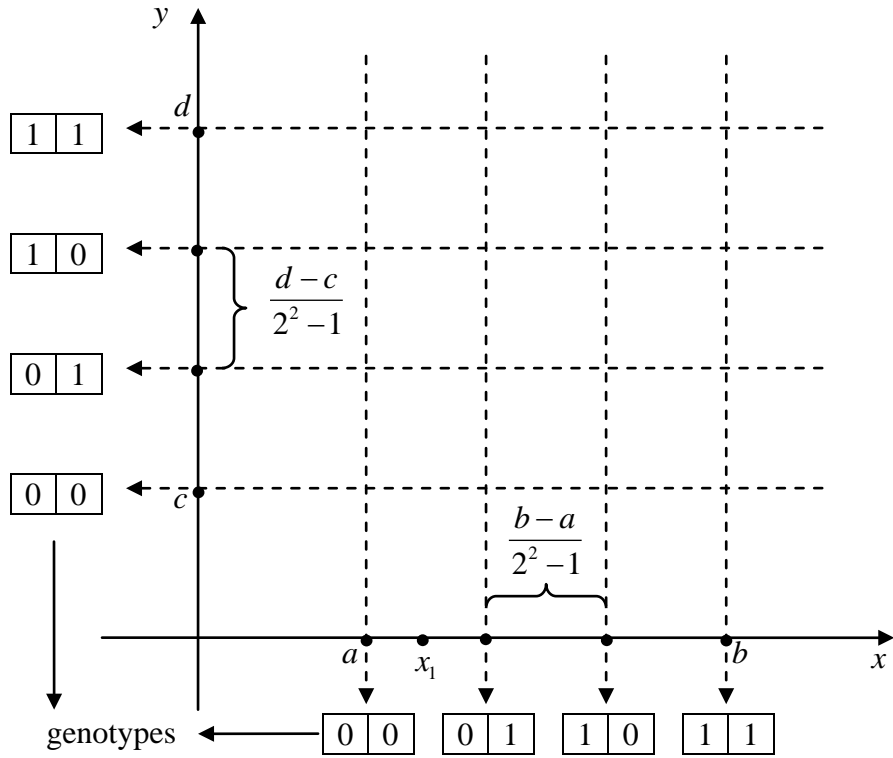 y
d
1 1
1 0
d − c
2² − 1
0 1
0 0
c
b − a
2² − 1
a
x₁
b
x
genotypes
0 0
0 1
1 0
1 1